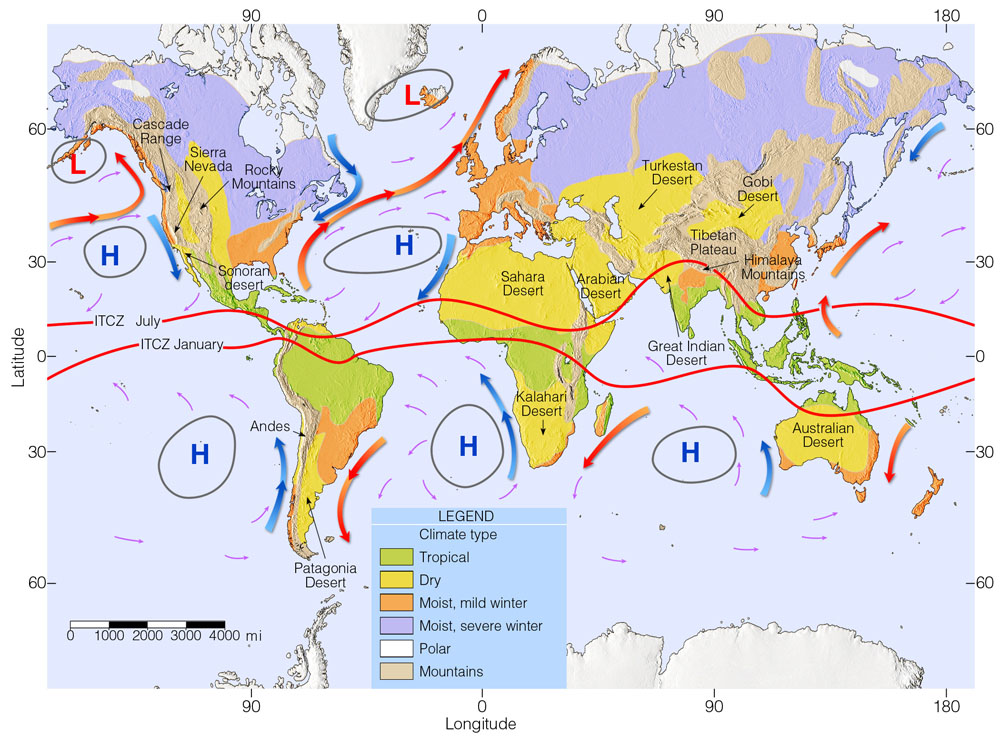 90
0
90
180
60
60
30
30
0
0
30
30
60
60
90
0
90
180
Latitude
Longitude
L
L
H
H
H
H
H
Cascade
Range
Sierra
Nevada
Rocky
Mountains
Sonoran
desert
Turkestan
Desert
Gobi
Desert
Tibetan
Plateau
Himalaya
Mountains
Sahara
Desert
Arabian
Desert
ITCZ July
ITCZ January
Great Indian
Desert
Kalahari
Desert
Andes
Australian
Desert
Patagonia
Desert
LEGEND
Climate type
Tropical
Dry
Moist, mild winter
Moist, severe winter
Polar
Mountains
0 1000 2000 3000 4000 mi